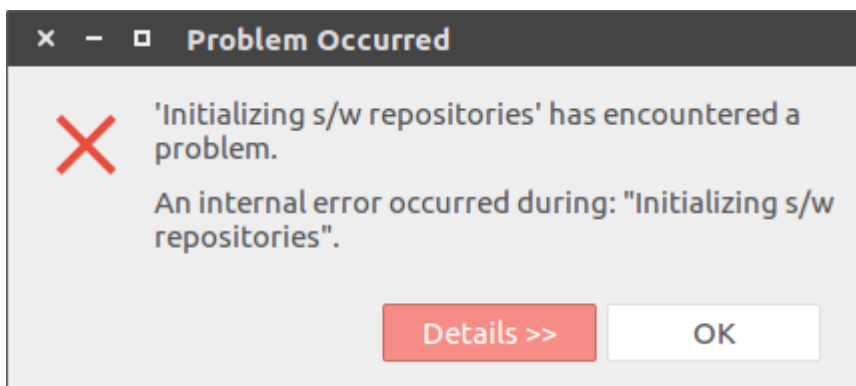 Problem Occurred
'Initializing s/w repositories' has encountered a
problem.
An internal error occurred during: "Initializing s/w
repositories".
Details >>
OK